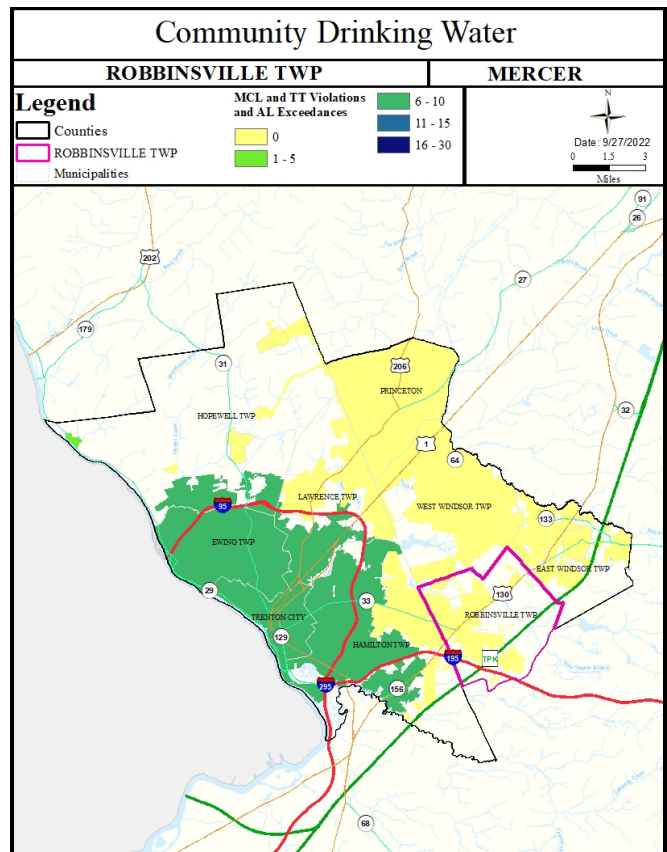 Community Drinking Water
ROBBINSVILLE TWP
MERCER
Legend
Counties
ROBBINSVILLE TWP
Municipalities
MCL and TT Violations
and AL Exceedances
0
1 - 5
6 - 10
11 - 15
16 - 30
N
Date: 9/27/2022
0 1.5 3
Miles
91
26
202
27
179
31
206
PRINCETON
32
HOPEWELL TWP
1
64
LAWRENCE TWP
95
WEST WINDSOR TWP
133
EWING TWP
EAST WINDSOR TWP
29
130
33
TRENTON CITY
ROBBINSVILLE TWP
129
HAMILTON TWP
195
TPK
295
156
68